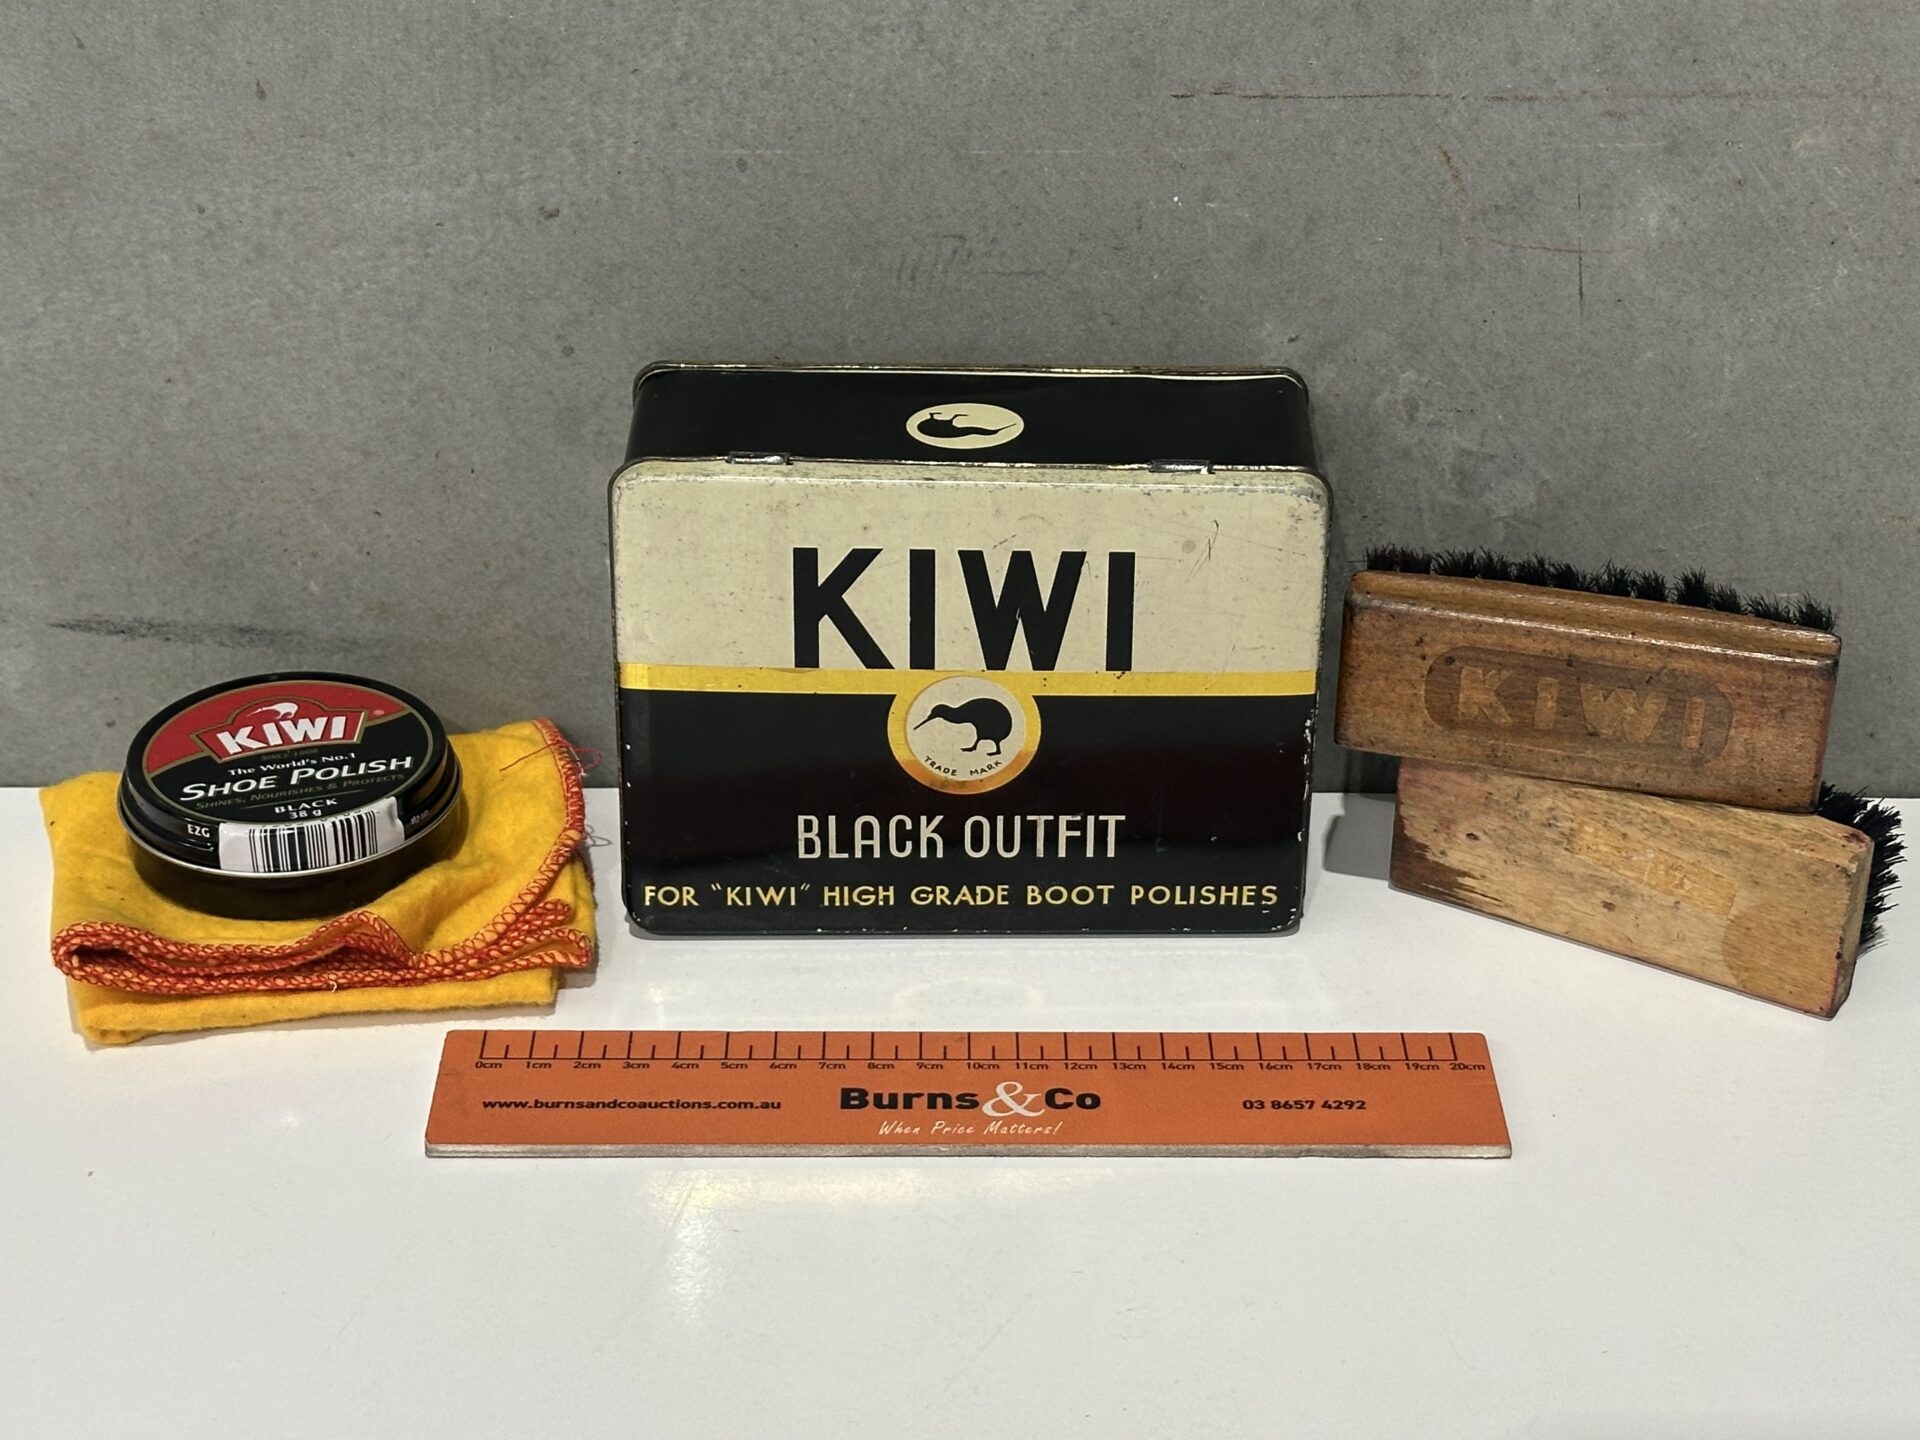 KIWI
SINCE 1906
The World's No.1
SHOE POLISH
SHINES, NOURISHES & PROTECTS
BLACK
38 g
EZG
KIWI
TRADE MARK
BLACK OUTFIT
FOR "KIWI" HIGH GRADE BOOT POLISHES
KIWI
0cm 1cm 2cm 3cm 4cm 5cm 6cm 7cm 8cm 9cm 10cm 11cm 12cm 13cm 14cm 15cm 16cm 17cm 18cm 19cm 20cm
www.burnsandcoauctions.com.au Burns&Co 03 8657 4292
When Price Matters!